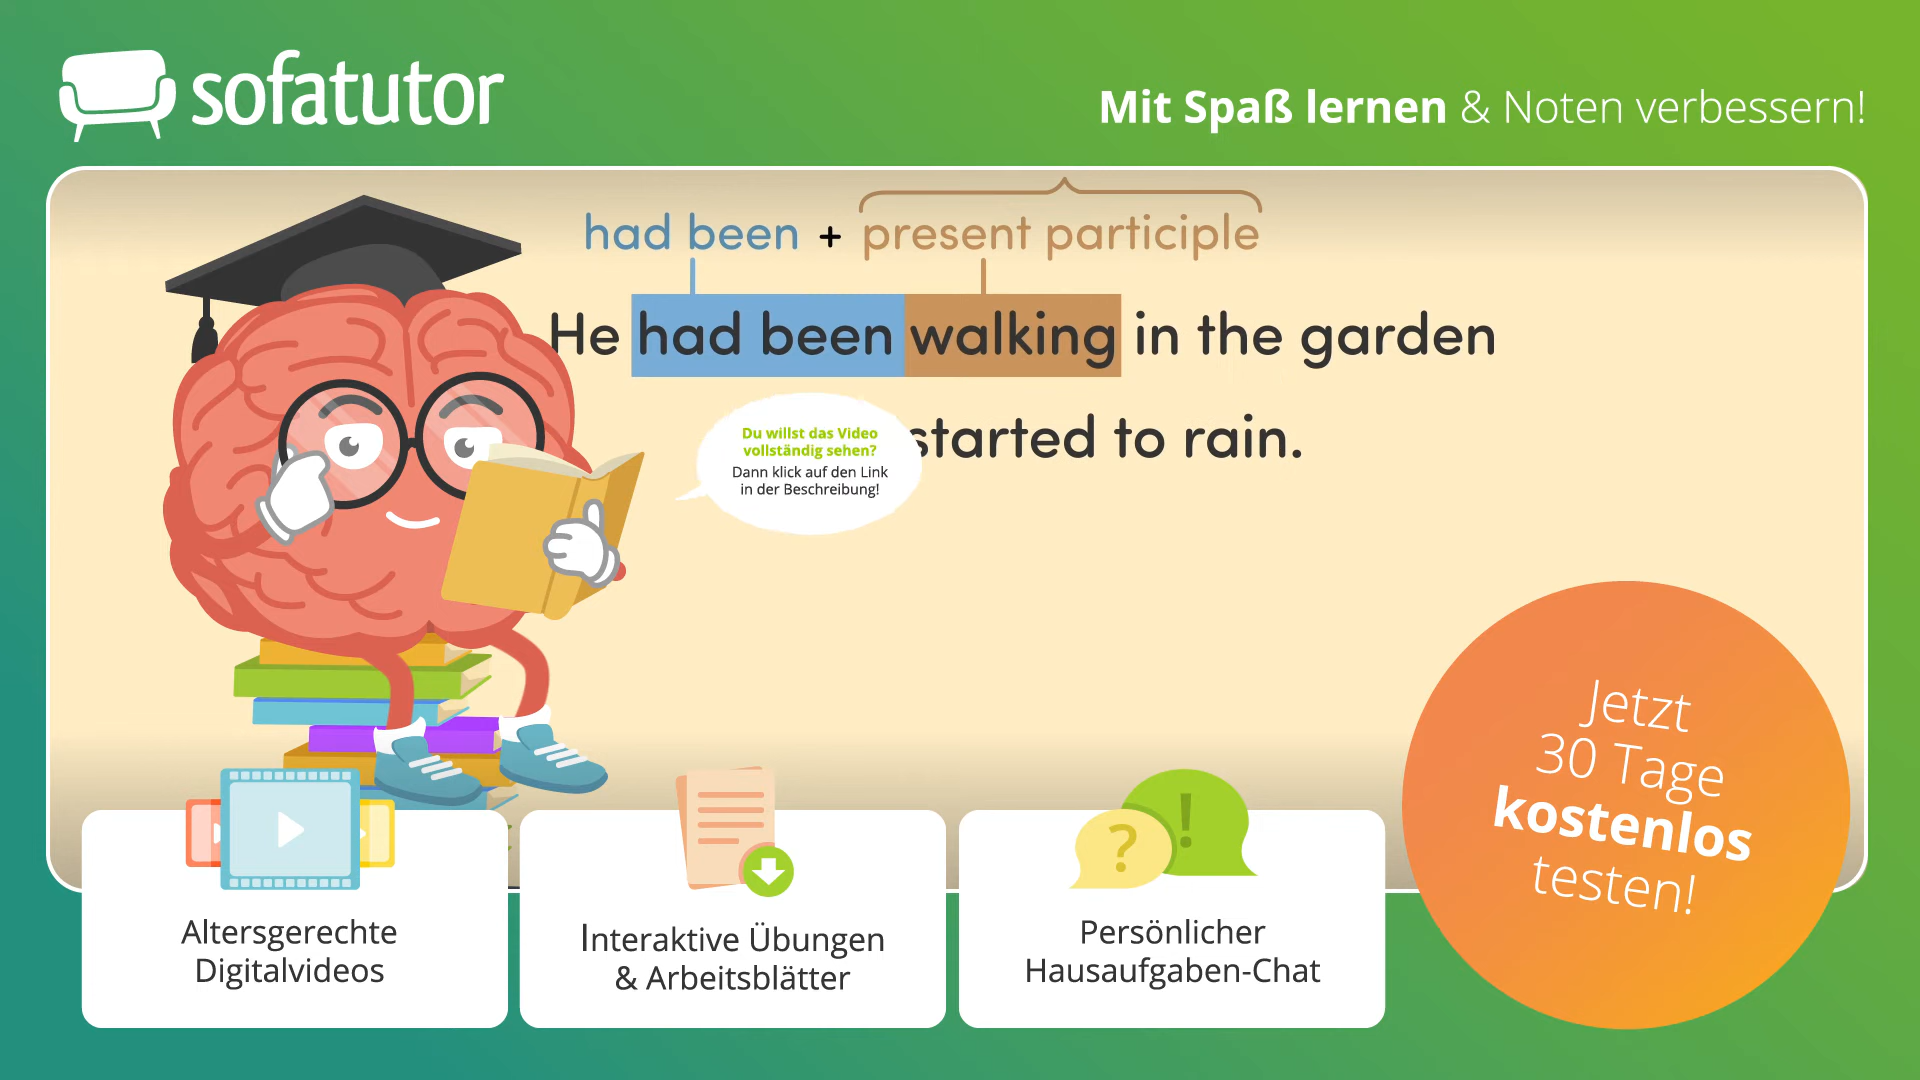 sofatutor
Mit Spaß lernen & Noten verbessern!
had been + present participle
He had been walking in the garden
started to rain.
Du willst das Video
vollständig sehen?
Dann klick auf den Link
in der Beschreibung!
Jetzt
30 Tage
kostenlos
testen!
?
!
Altersgerechte
Digitalvideos
Interaktive Übungen
& Arbeitsblätter
Persönlicher
Hausaufgaben-Chat